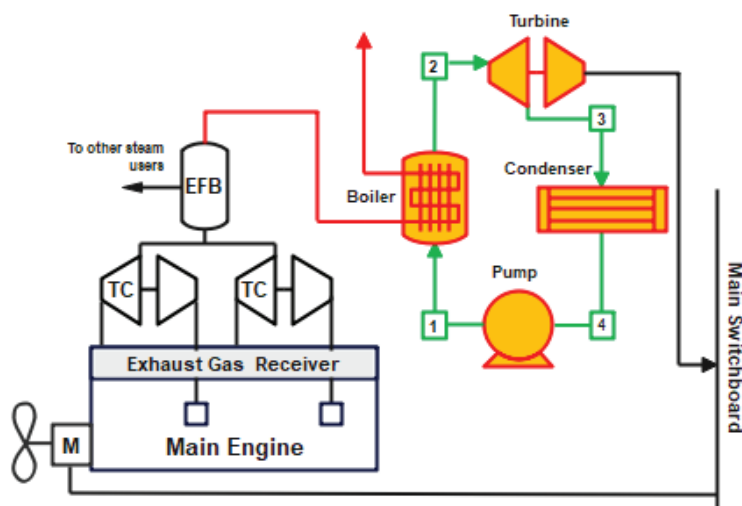 Turbine
2
3
To other steam
users
EFB
Boiler
Condenser
Pump
TC
TC
1
4
Exhaust Gas Receiver
Main Engine
M
Main Switchboard